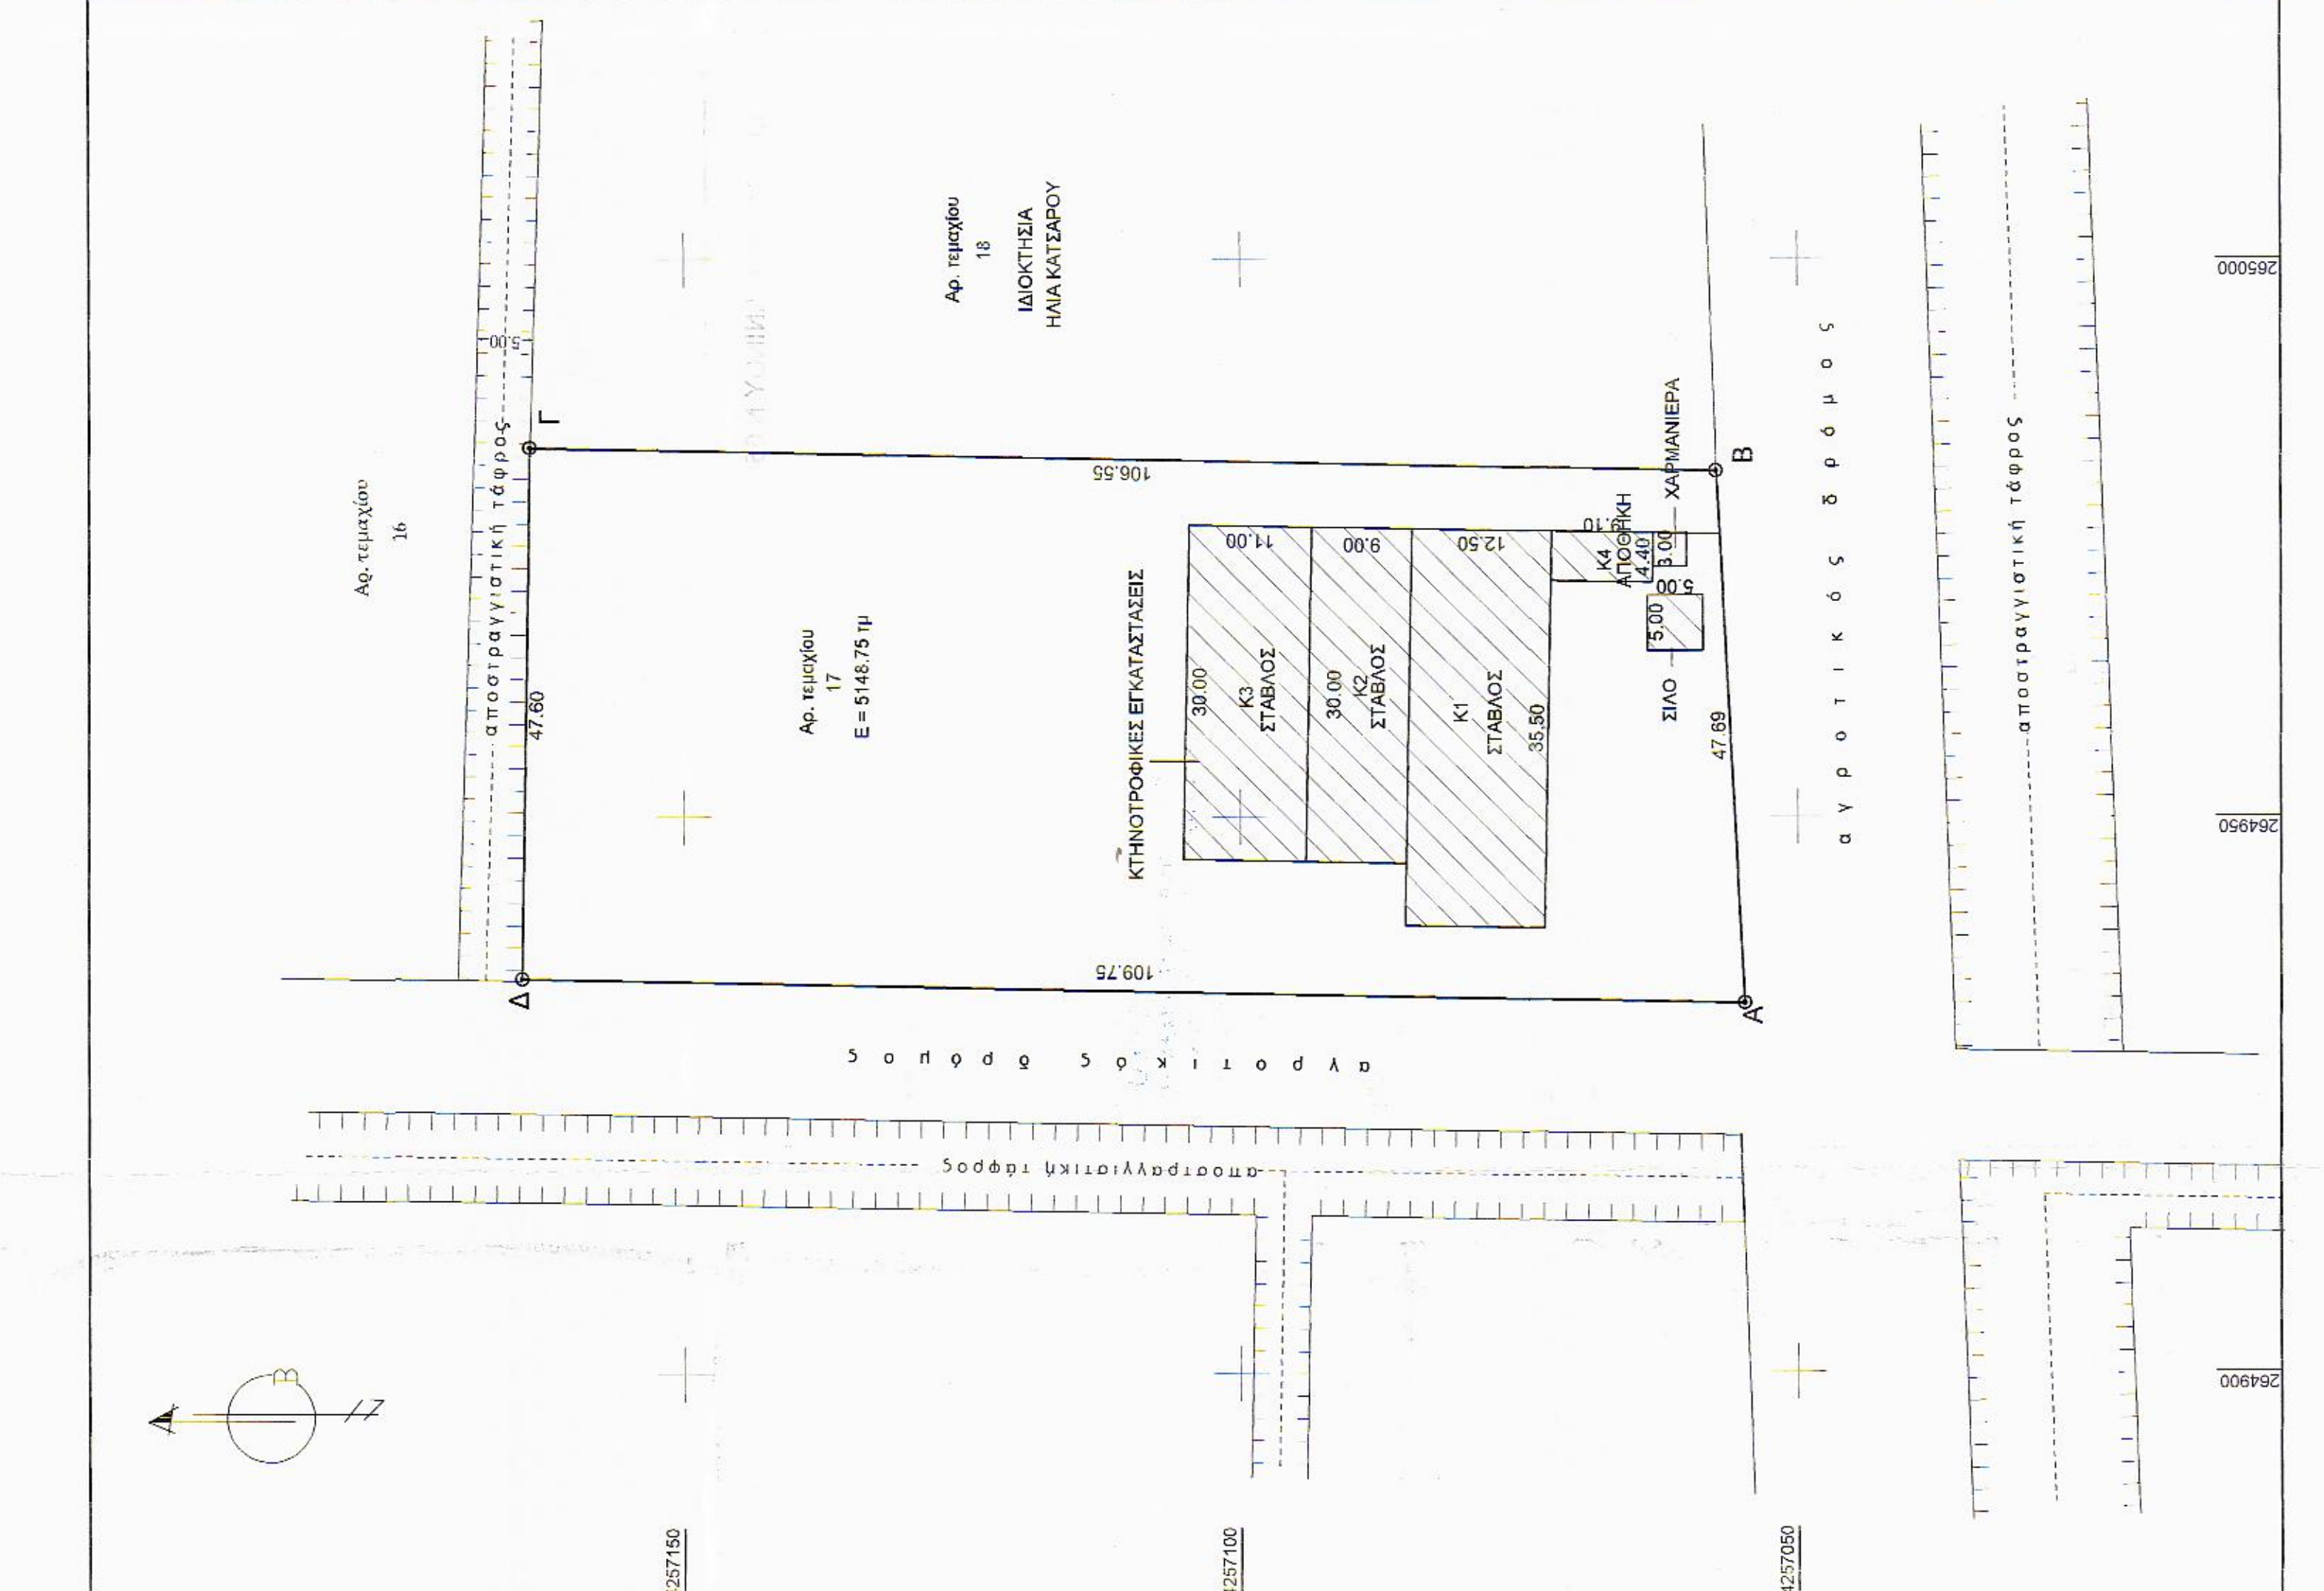 Αρ. τεμαχίου
16
αποστραγγιστική τάφρος
5.00
Γ
47.60
Δ
Αρ. τεμαχίου
17
Ε = 5148.75 τμ
Αρ. τεμαχίου
18
ΙΔΙΟΚΤΗΣΙΑ
ΗΛΙΑ ΚΑΤΣΑΡΟΥ
106.55
109.75
ΚΤΗΝΟΤΡΟΦΙΚΕΣ ΕΓΚΑΤΑΣΤΑΣΕΙΣ
30.00
11.00
Κ3
ΣΤΑΒΛΟΣ
30.00
9.00
Κ2
ΣΤΑΒΛΟΣ
12.50
Κ1
ΣΤΑΒΛΟΣ
35.50
9.10
Κ4
ΑΠΟΘΗΚΗ
4.40
3.00
ΧΑΡΜΑΝΙΕΡΑ
5.00
5.00
ΣΙΛΟ
47.69
Β
Α
αγροτικός δρόμος
αποστραγγιστική τάφρος
αγροτικός δρόμος
αποστραγγιστική τάφρος
Β
265000
264950
264900
4257150
4257100
4257050